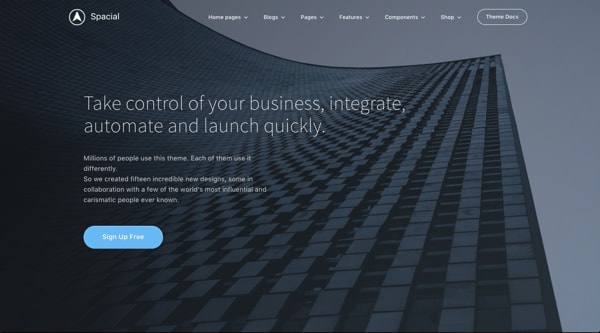 Spacial
Home pages
Blogs
Pages
Features
Components
Shop
Theme Docs
Take control of your business, integrate,
automate and launch quickly.
Millions of people use this theme. Each of them use it
differently.
So we created fifteen incredible new designs, some in
collaboration with a few of the world's most influential and
carismatic people ever known.
Sign Up Free